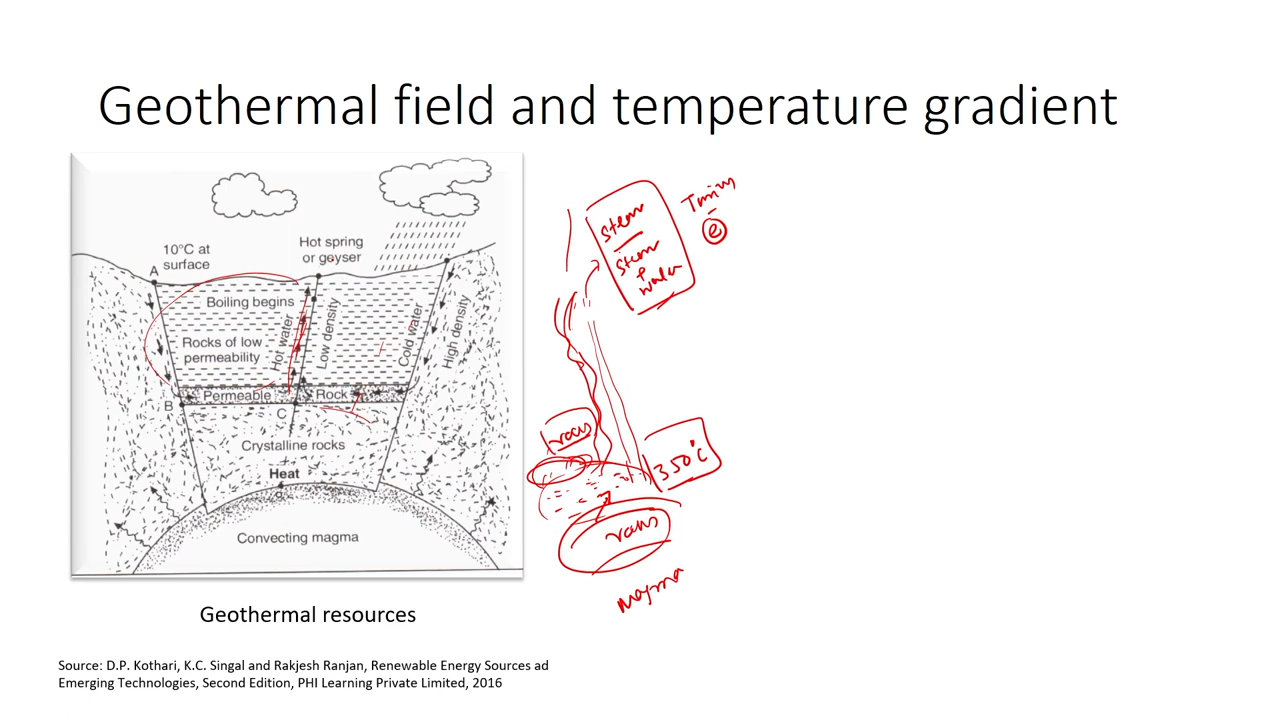 Geothermal field and temperature gradient
10°C at
surface
A
Hot spring
or geyser
Boiling begins
Rocks of low
permeability
Hot water
Low density
Cold water
High density
B
Permeable
Rock
C
Crystalline rocks
Heat
Convecting magma
Stem
Stem
+
water
e
350°C
magma
Geothermal resources
Source: D.P. Kothari, K.C. Singal and Rakjesh Ranjan, Renewable Energy Sources ad
Emerging Technologies, Second Edition, PHI Learning Private Limited, 2016